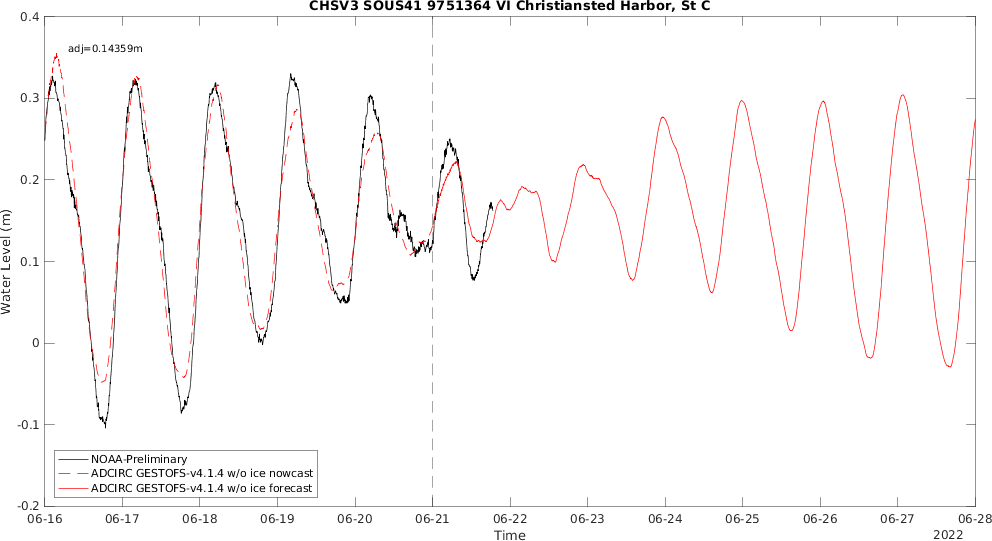 CHSV3 SOUS41 9751364 VI Christiansted Harbor, St C
adj=0.14359m
0.4
0.3
0.2
0.1
0
-0.1
-0.2
Water Level (m)
NOAA-Preliminary
ADCIRC GESTOFS-v4.1.4 w/o ice nowcast
ADCIRC GESTOFS-v4.1.4 w/o ice forecast
06-16 06-17 06-18 06-19 06-20 06-21 06-22 06-23 06-24 06-25 06-26 06-27 06-28
Time
2022